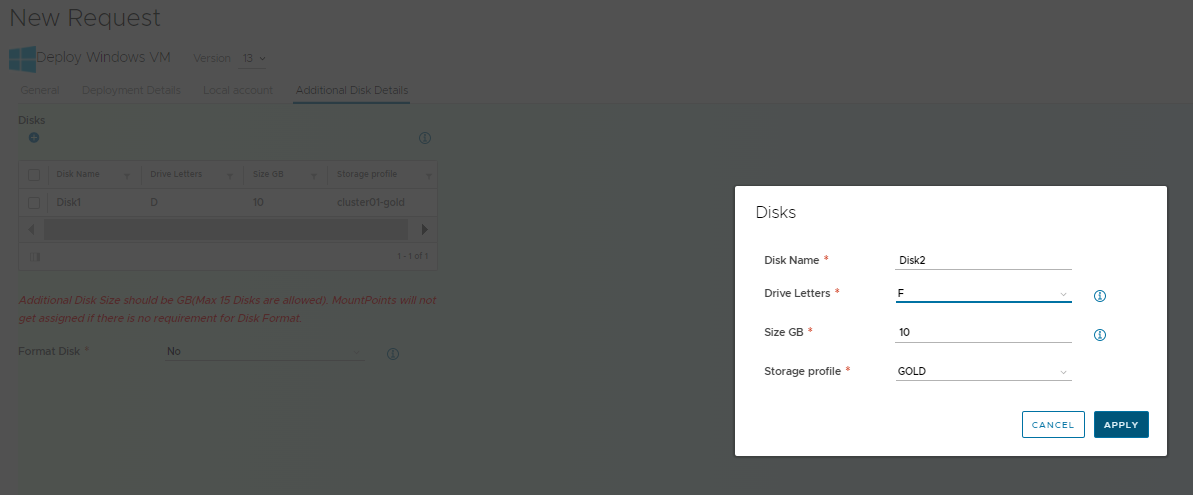 New Request
Deploy Windows VM Version 13
General Deployment Details Local account Additional Disk Details
Disks
Disk Name Drive Letters Size GB Storage profile
Disk1 D 10 cluster01-gold
1 - 1 of 1
Additional Disk Size should be GB(Max 15 Disks are allowed). MountPoints will not
get assigned if there is no requirement for Disk Format.
Format Disk * No
Disks
Disk Name * Disk2
Drive Letters * F
Size GB * 10
Storage profile * GOLD
CANCEL APPLY